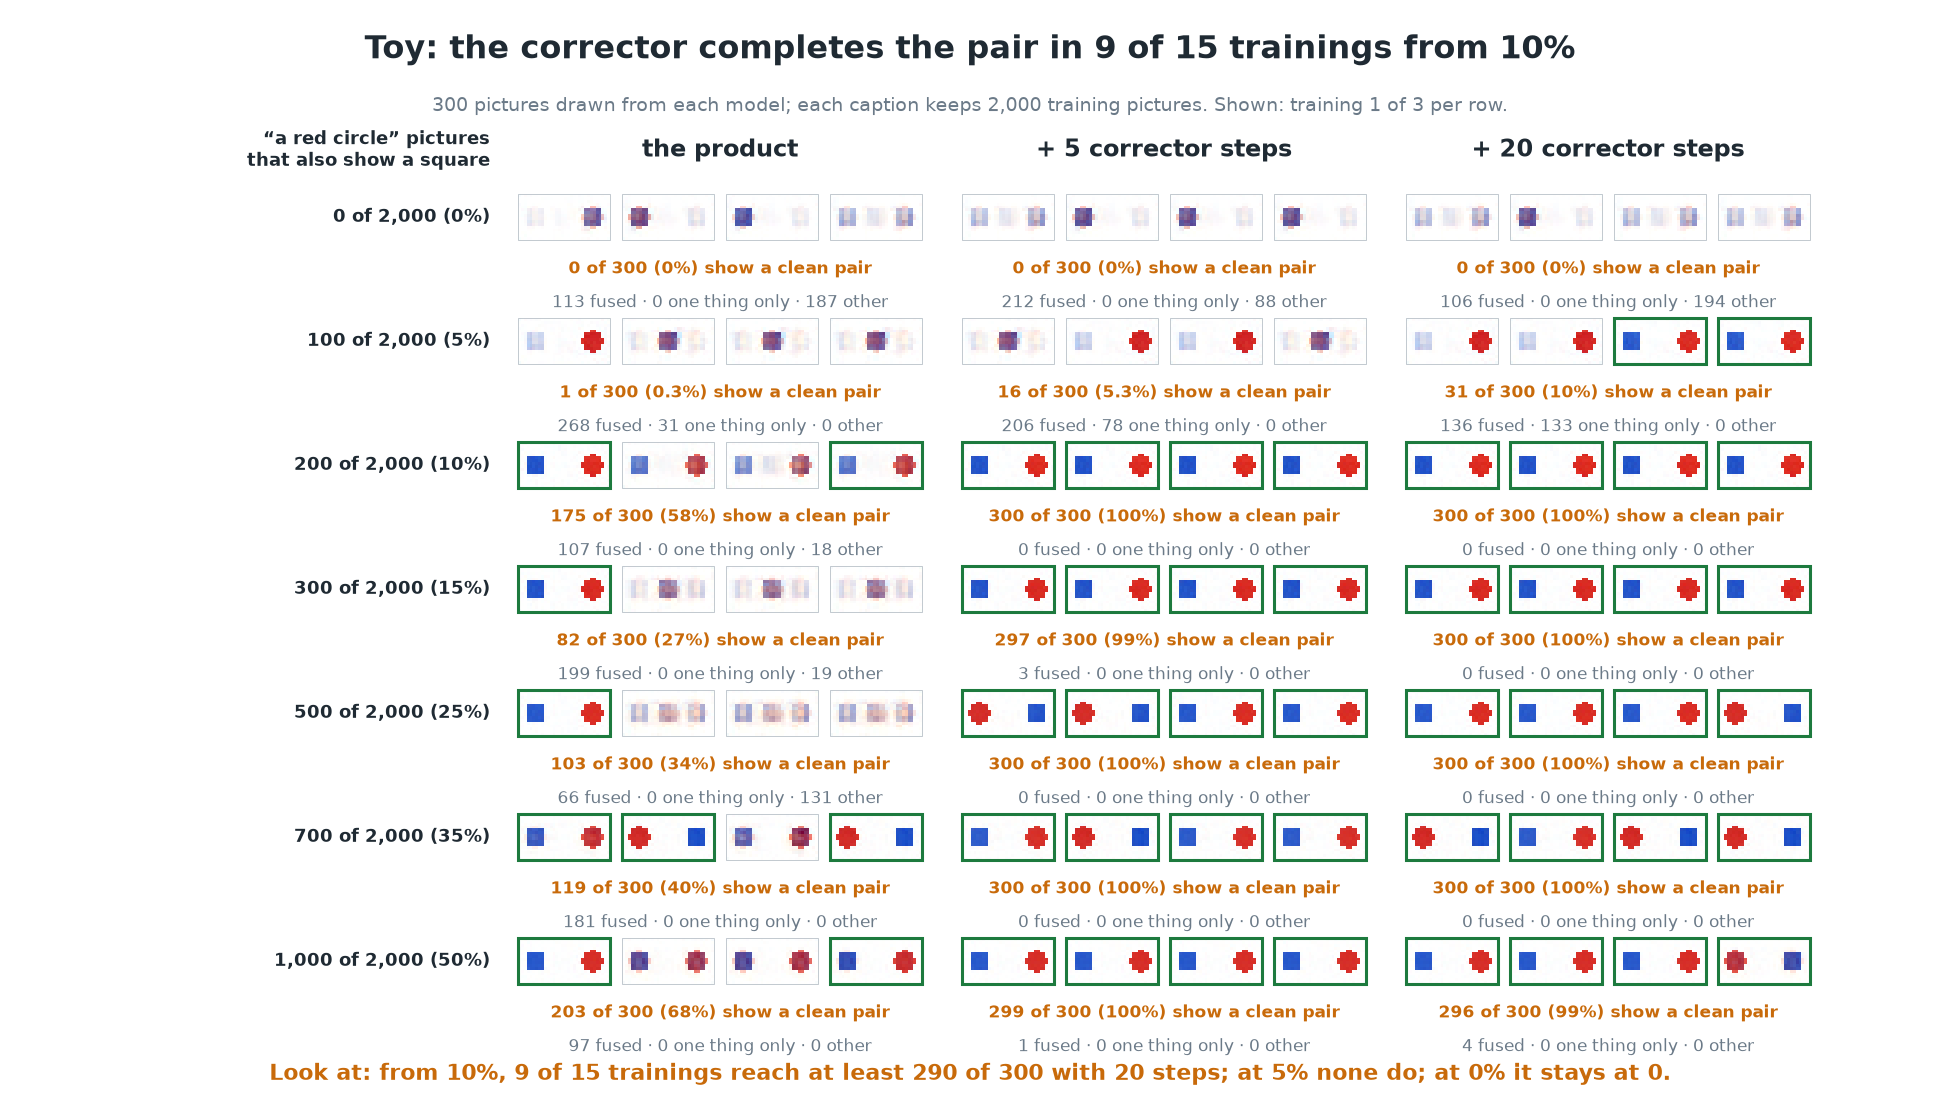 Toy: the corrector completes the pair in 9 of 15 trainings from 10%
300 pictures drawn from each model; each caption keeps 2,000 training pictures. Shown: training 1 of 3 per row.
“a red circle” pictures
that also show a square
the product
+ 5 corrector steps
+ 20 corrector steps
0 of 2,000 (0%)
0 of 300 (0%) show a clean pair
0 of 300 (0%) show a clean pair
0 of 300 (0%) show a clean pair
113 fused · 0 one thing only · 187 other
212 fused · 0 one thing only · 88 other
106 fused · 0 one thing only · 194 other
100 of 2,000 (5%)
1 of 300 (0.3%) show a clean pair
16 of 300 (5.3%) show a clean pair
31 of 300 (10%) show a clean pair
268 fused · 31 one thing only · 0 other
206 fused · 78 one thing only · 0 other
136 fused · 133 one thing only · 0 other
200 of 2,000 (10%)
175 of 300 (58%) show a clean pair
300 of 300 (100%) show a clean pair
300 of 300 (100%) show a clean pair
107 fused · 0 one thing only · 18 other
0 fused · 0 one thing only · 0 other
0 fused · 0 one thing only · 0 other
300 of 2,000 (15%)
82 of 300 (27%) show a clean pair
297 of 300 (99%) show a clean pair
300 of 300 (100%) show a clean pair
199 fused · 0 one thing only · 19 other
3 fused · 0 one thing only · 0 other
0 fused · 0 one thing only · 0 other
500 of 2,000 (25%)
103 of 300 (34%) show a clean pair
300 of 300 (100%) show a clean pair
300 of 300 (100%) show a clean pair
66 fused · 0 one thing only · 131 other
0 fused · 0 one thing only · 0 other
0 fused · 0 one thing only · 0 other
700 of 2,000 (35%)
119 of 300 (40%) show a clean pair
300 of 300 (100%) show a clean pair
300 of 300 (100%) show a clean pair
181 fused · 0 one thing only · 0 other
0 fused · 0 one thing only · 0 other
0 fused · 0 one thing only · 0 other
1,000 of 2,000 (50%)
203 of 300 (68%) show a clean pair
299 of 300 (100%) show a clean pair
296 of 300 (99%) show a clean pair
97 fused · 0 one thing only · 0 other
1 fused · 0 one thing only · 0 other
4 fused · 0 one thing only · 0 other
Look at: from 10%, 9 of 15 trainings reach at least 290 of 300 with 20 steps; at 5% none do; at 0% it stays at 0.